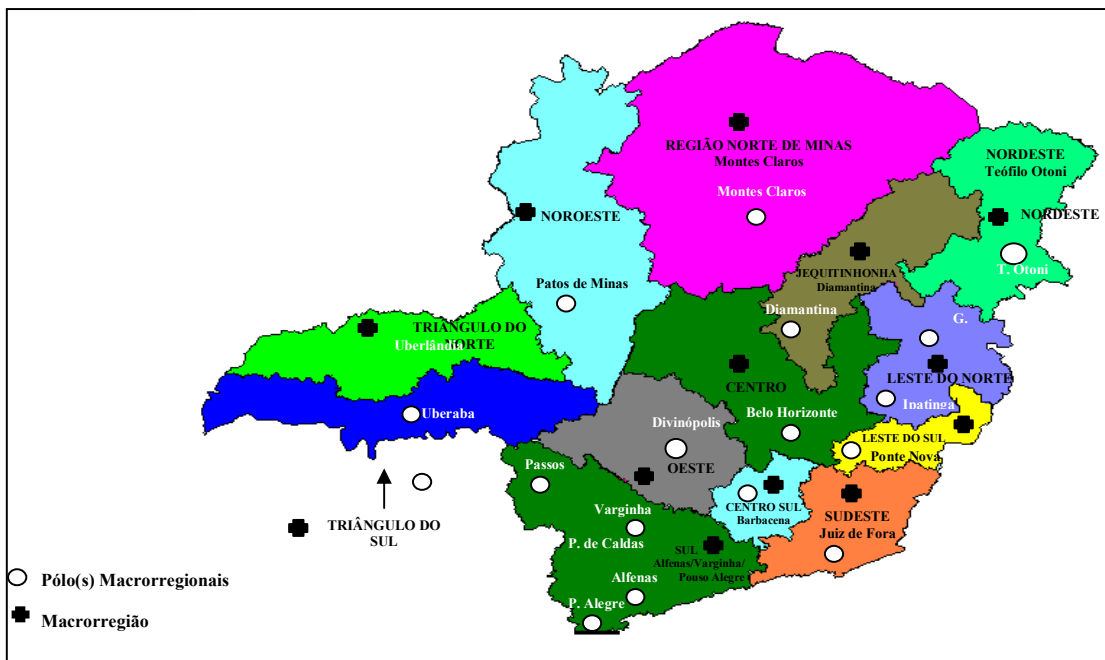 REGIÃO NORTE DE MINAS
Montes Claros
Montes Claros
NORDESTE
Teófilo Otoni
NORDESTE
T. Otoni
NOROESTE
Patos de Minas
JEQUITINHONHA
Diamantina
Diamantina
TRIÂNGULO DO
NORTE
Uberlândia
Uberaba
G.
LESTE DO NORTE
Ipatinga
CENTRO
Belo Horizonte
Divinópolis
OESTE
LESTE DO SUL
Ponte Nova
Passos
CENTRO SUL
Barbacena
SUDESTE
Juiz de Fora
Varginha
P. de Caldas
SUL
Alfenas/Varginha/
Pouso Alegre
Alfenas
P. Alegre
TRIÂNGULO DO
SUL
Pólo(s) Macrorregionais
Macrorregião